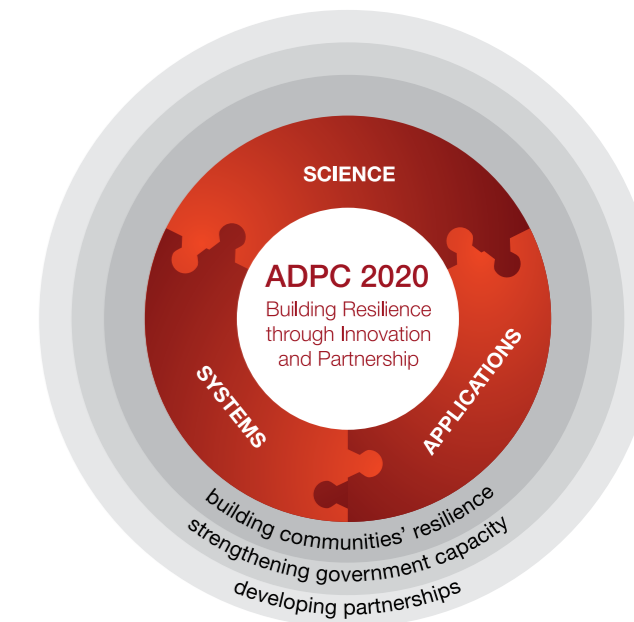 SCIENCE
ADPC 2020
Building Resilience
through Innovation
and Partnership
SYSTEMS
APPLICATIONS
building communities' resilience
strengthening government capacity
developing partnerships